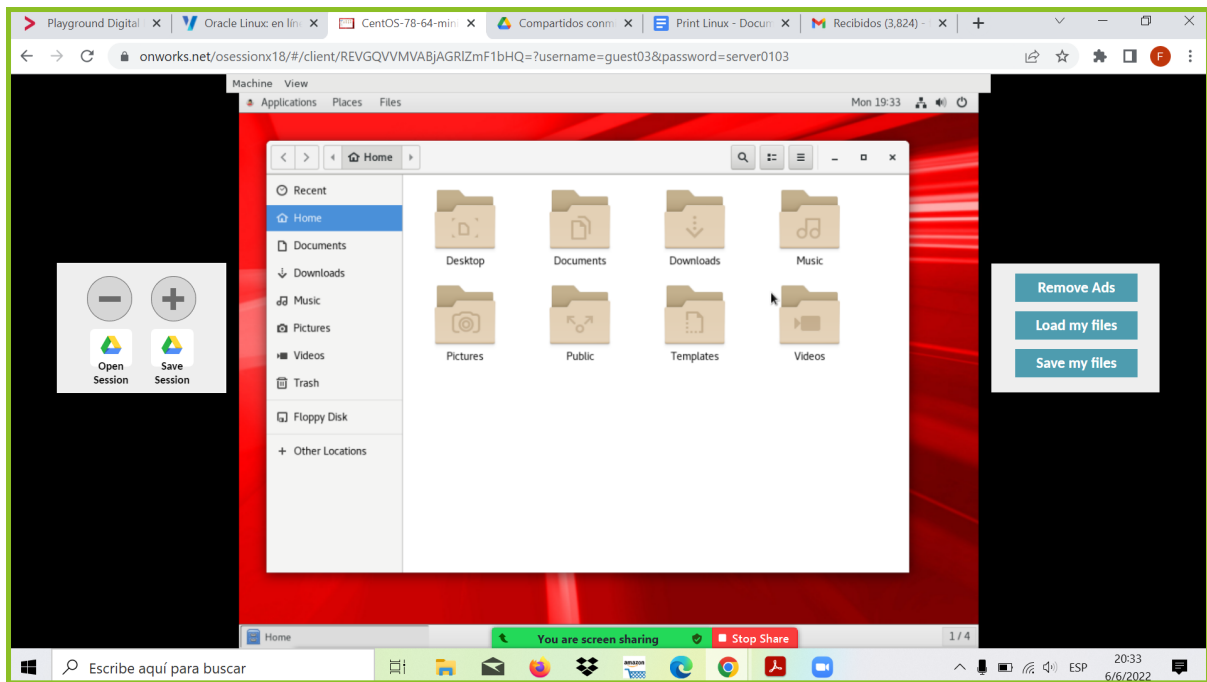 Playground Digital
Oracle Linux: en lín
CentOS-78-64-mini
Compartidos conm
Print Linux - Docum
Recibidos (3,824) -
onworks.net/osessionx18/#/client/REVGQVVMVABjAGRlZmF1bHQ=?username=guest03&password=server0103
F
Machine View
Applications Places Files
Mon 19:33
Home
Recent
Home
Documents
Downloads
Music
Pictures
Videos
Trash
Floppy Disk
+ Other Locations
Desktop
Documents
Downloads
Music
Pictures
Public
Templates
Videos
Open
Session
Save
Session
Remove Ads
Load my files
Save my files
Home
You are screen sharing
Stop Share
1 / 4
Escribe aquí para buscar
amazon
ESP
20:33
6/6/2022